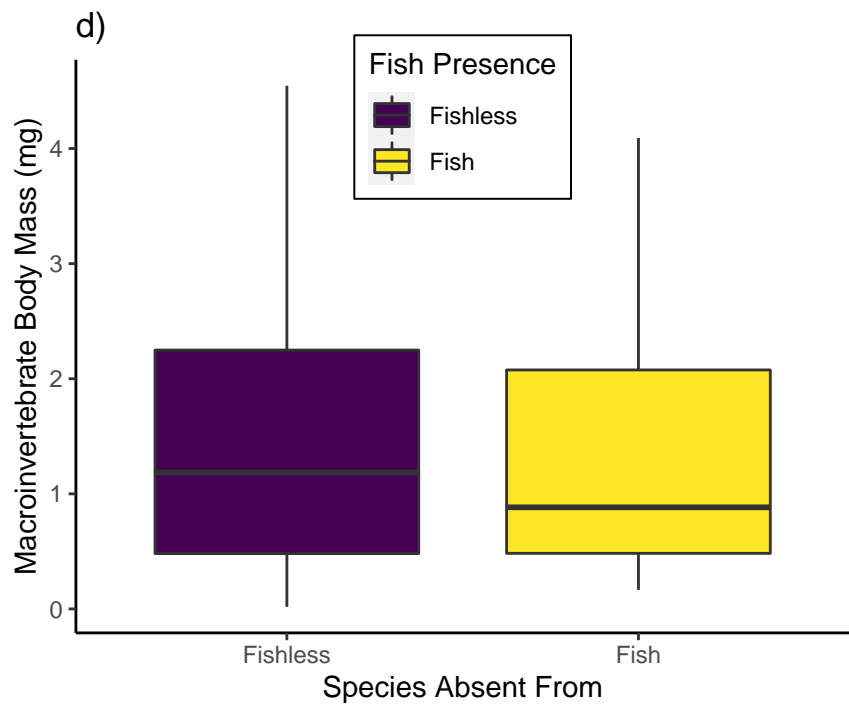 d)
Fish Presence
Fishless
Fish
Macroinvertebrate Body Mass (mg)
4
3
2
1
0
Fishless
Fish
Species Absent From